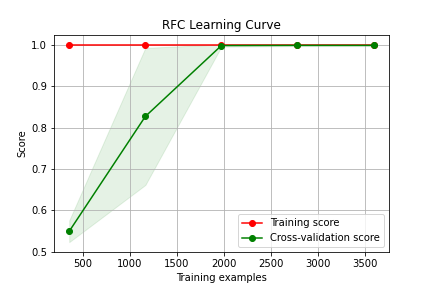 RFC Learning Curve
1.0
0.9
0.8
0.7
0.6
0.5
Score
Training score
Cross-validation score
500 1000 1500 2000 2500 3000 3500
Training examples